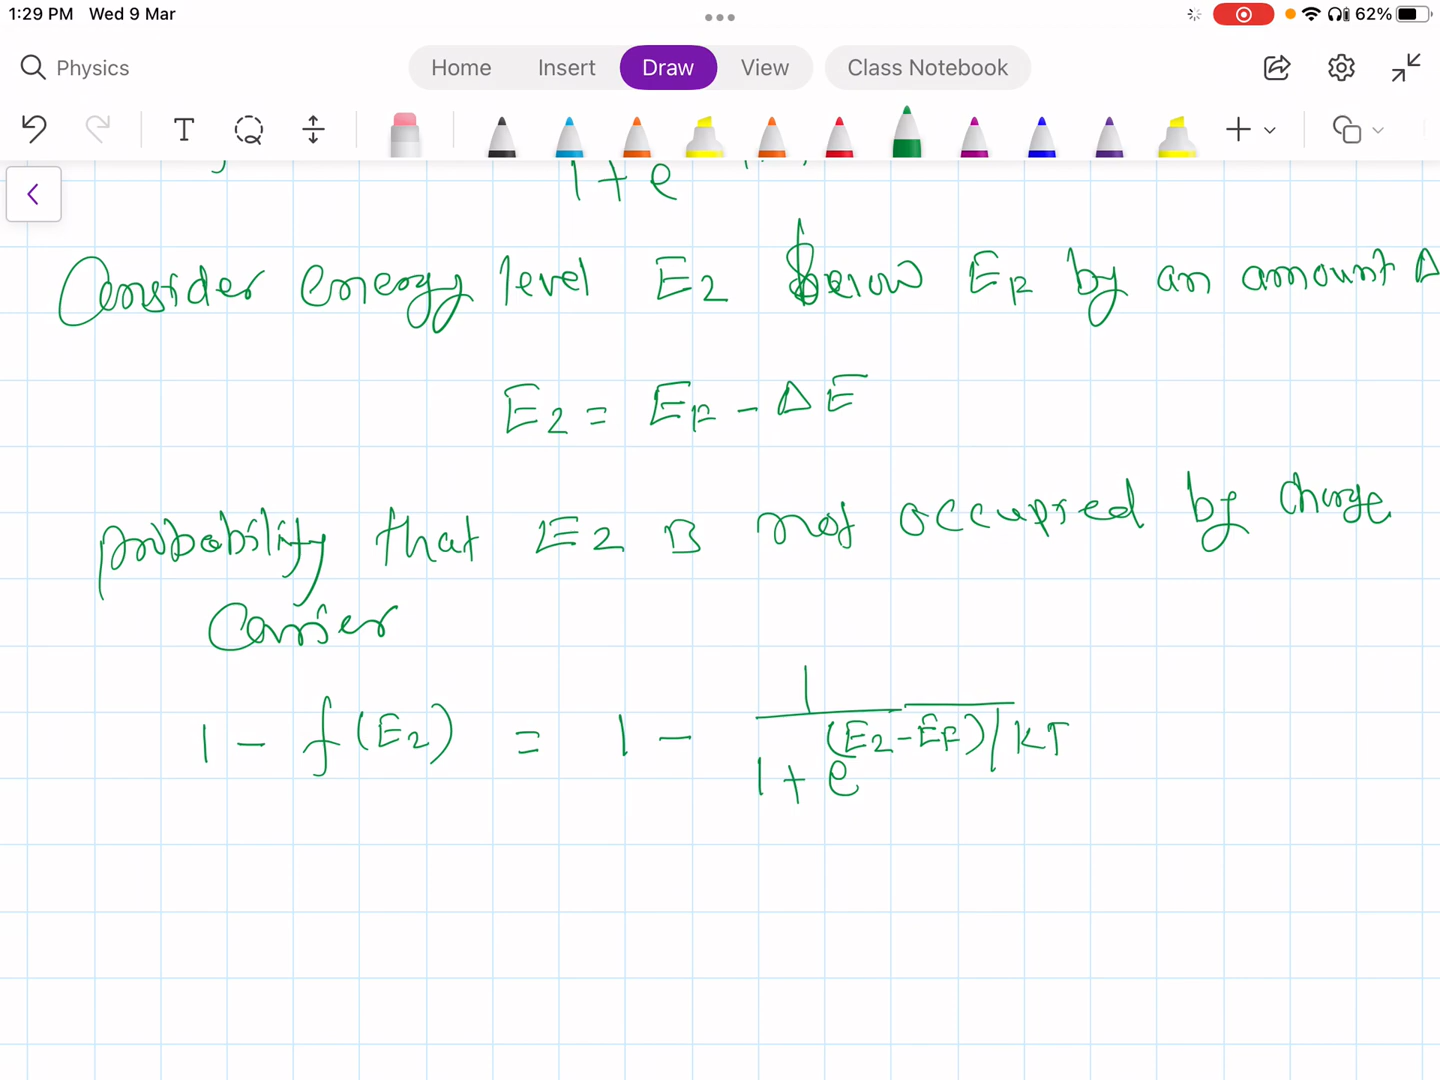 1:29 PM Wed 9 Mar 62%
Physics Home Insert Draw View Class Notebook
T
1 + e
Consider energy level E2 below EF by an amount Δ
E2 = EF - ΔE
probability that E2 is not occupied by charge
Carrier
1 - f(E2) = 1 - 1
(E2-EF)/KT
1 + e